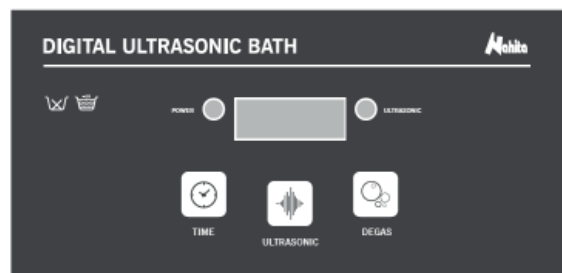 DIGITAL ULTRASONIC BATH
Nahita
POWER
ULTRASONIC
TIME
ULTRASONIC
DEGAS